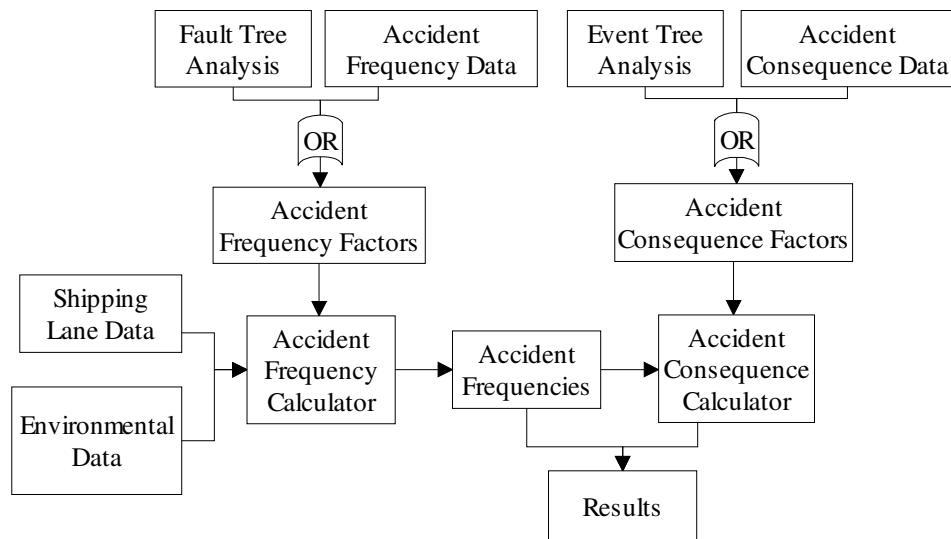 Fault Tree
Analysis
Accident
Frequency Data
Event Tree
Analysis
Accident
Consequence Data
OR
OR
Accident
Frequency Factors
Accident
Consequence Factors
Shipping
Lane Data
Environmental
Data
Accident
Frequency
Calculator
Accident
Frequencies
Accident
Consequence
Calculator
Results